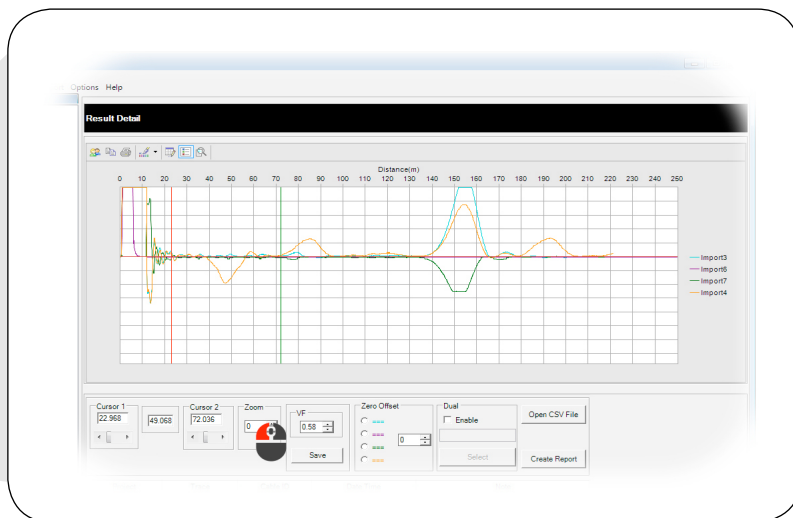 Options Help
Result Detail
Distance(m)
0 10 20 30 40 50 60 70 80 90 100 110 120 130 140 150 160 170 180 190 200 210 220 230 240 250
Import3
Import6
Import7
Import4
Cursor 1
22.968
49.068
Cursor 2
72.036
Zoom
0
VF
0.58
Save
Zero Offset
===
===
===
===
0
Dual
Enable
Select
Open CSV File
Create Report